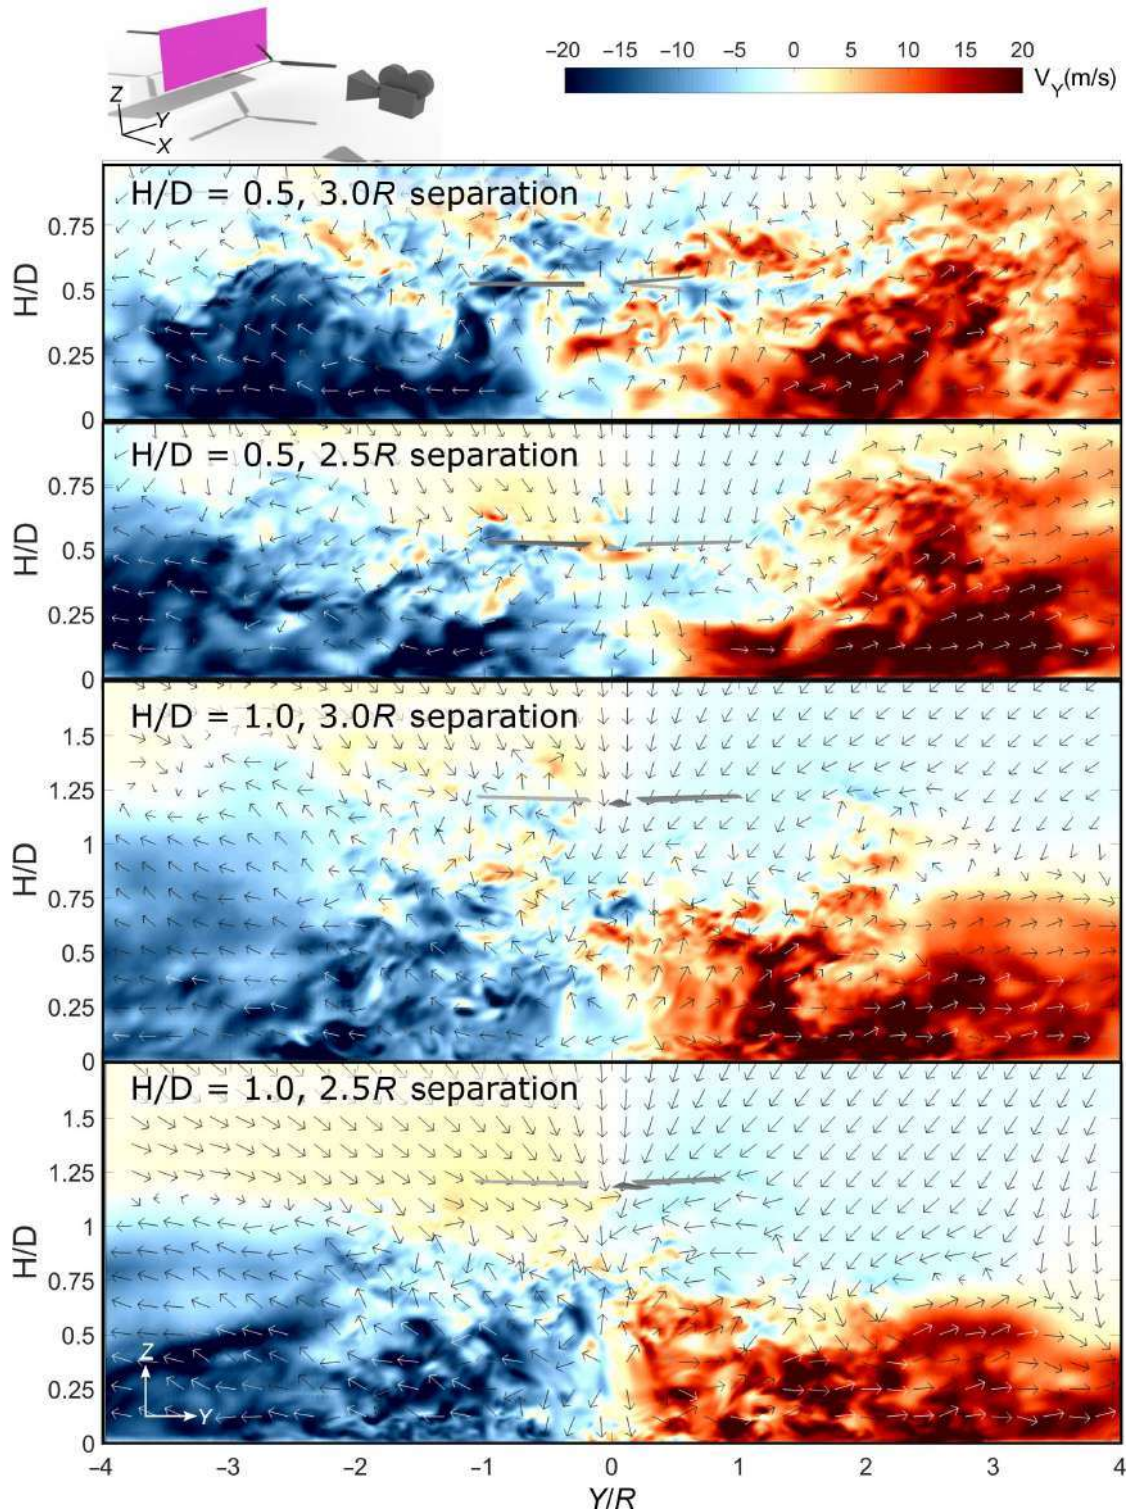 −20 −15 −10 −5 0 5 10 15 20
V_Y(m/s)
Z
Y
X
H/D = 0.5, 3.0R separation
0.75
0.5
0.25
0
H/D
H/D = 0.5, 2.5R separation
0.75
0.5
0.25
0
H/D
H/D = 1.0, 3.0R separation
1.5
1.25
1
0.75
0.5
0.25
0
H/D
H/D = 1.0, 2.5R separation
1.5
1.25
1
0.75
0.5
0.25
0
H/D
Z
Y
−4 −3 −2 −1 0 1 2 3 4
Y/R